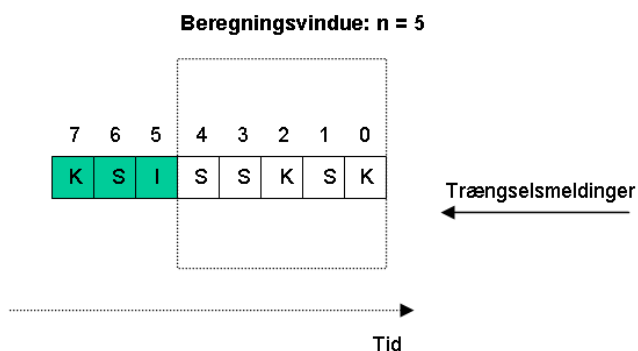 Beregningsvindue: n = 5
7 6 5 4 3 2 1 0
K S I S S K S K
Trængselsmeldinger
Tid